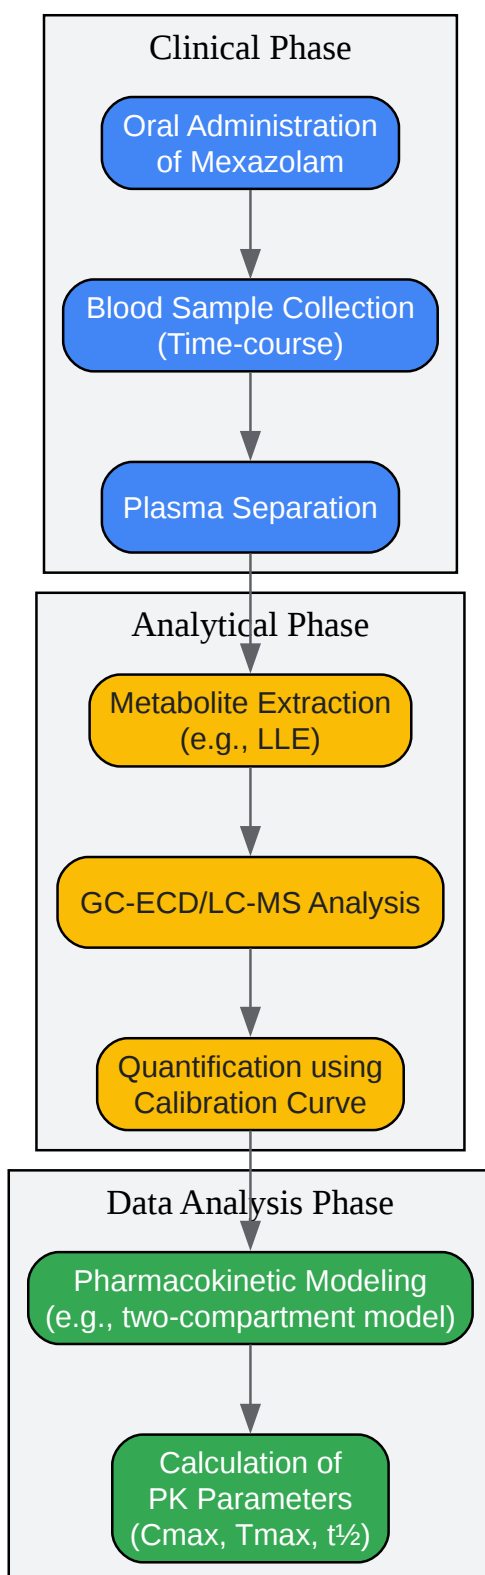 Clinical Phase
Oral Administration
of Mexazolam
Blood Sample Collection
(Time-course)
Plasma Separation
Analytical Phase
Metabolite Extraction
(e.g., LLE)
GC-ECD/LC-MS Analysis
Quantification using
Calibration Curve
Data Analysis Phase
Pharmacokinetic Modeling
(e.g., two-compartment model)
Calculation of
PK Parameters
(Cmax, Tmax, t½)